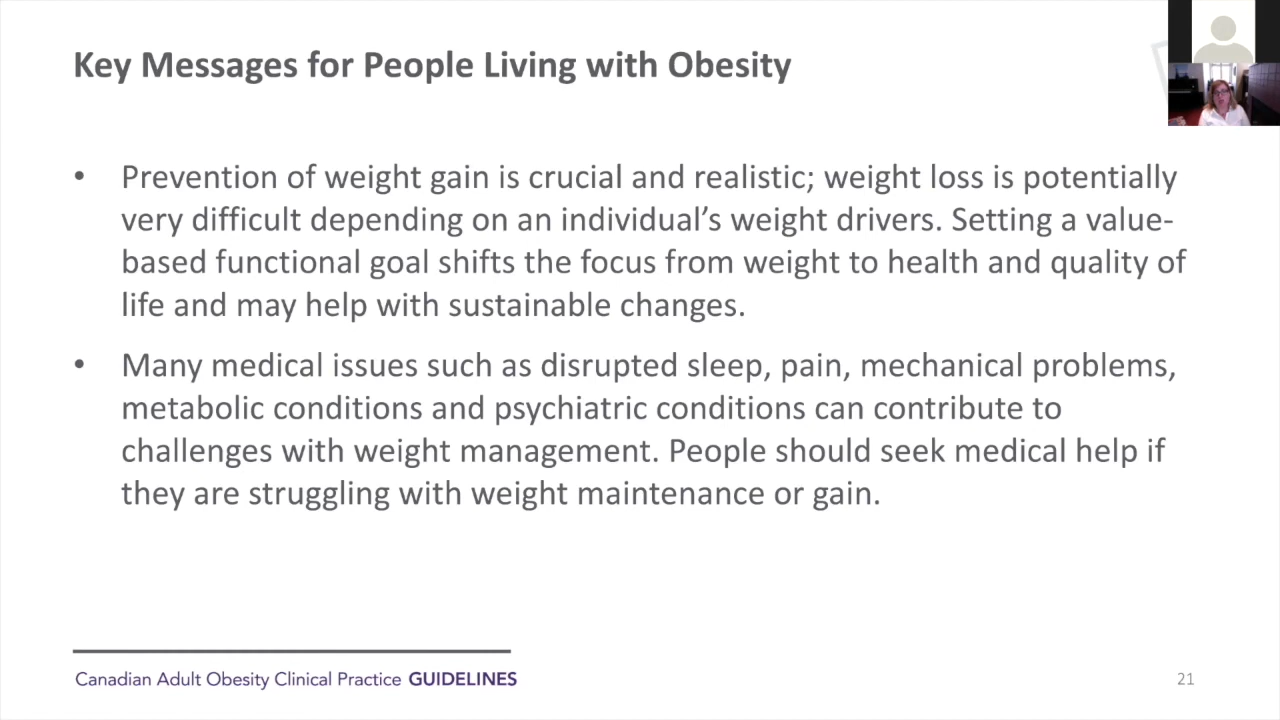 Key Messages for People Living with Obesity
• Prevention of weight gain is crucial and realistic; weight loss is potentially
very difficult depending on an individual’s weight drivers. Setting a value-
based functional goal shifts the focus from weight to health and quality of
life and may help with sustainable changes.
• Many medical issues such as disrupted sleep, pain, mechanical problems,
metabolic conditions and psychiatric conditions can contribute to
challenges with weight management. People should seek medical help if
they are struggling with weight maintenance or gain.
Canadian Adult Obesity Clinical Practice GUIDELINES
21